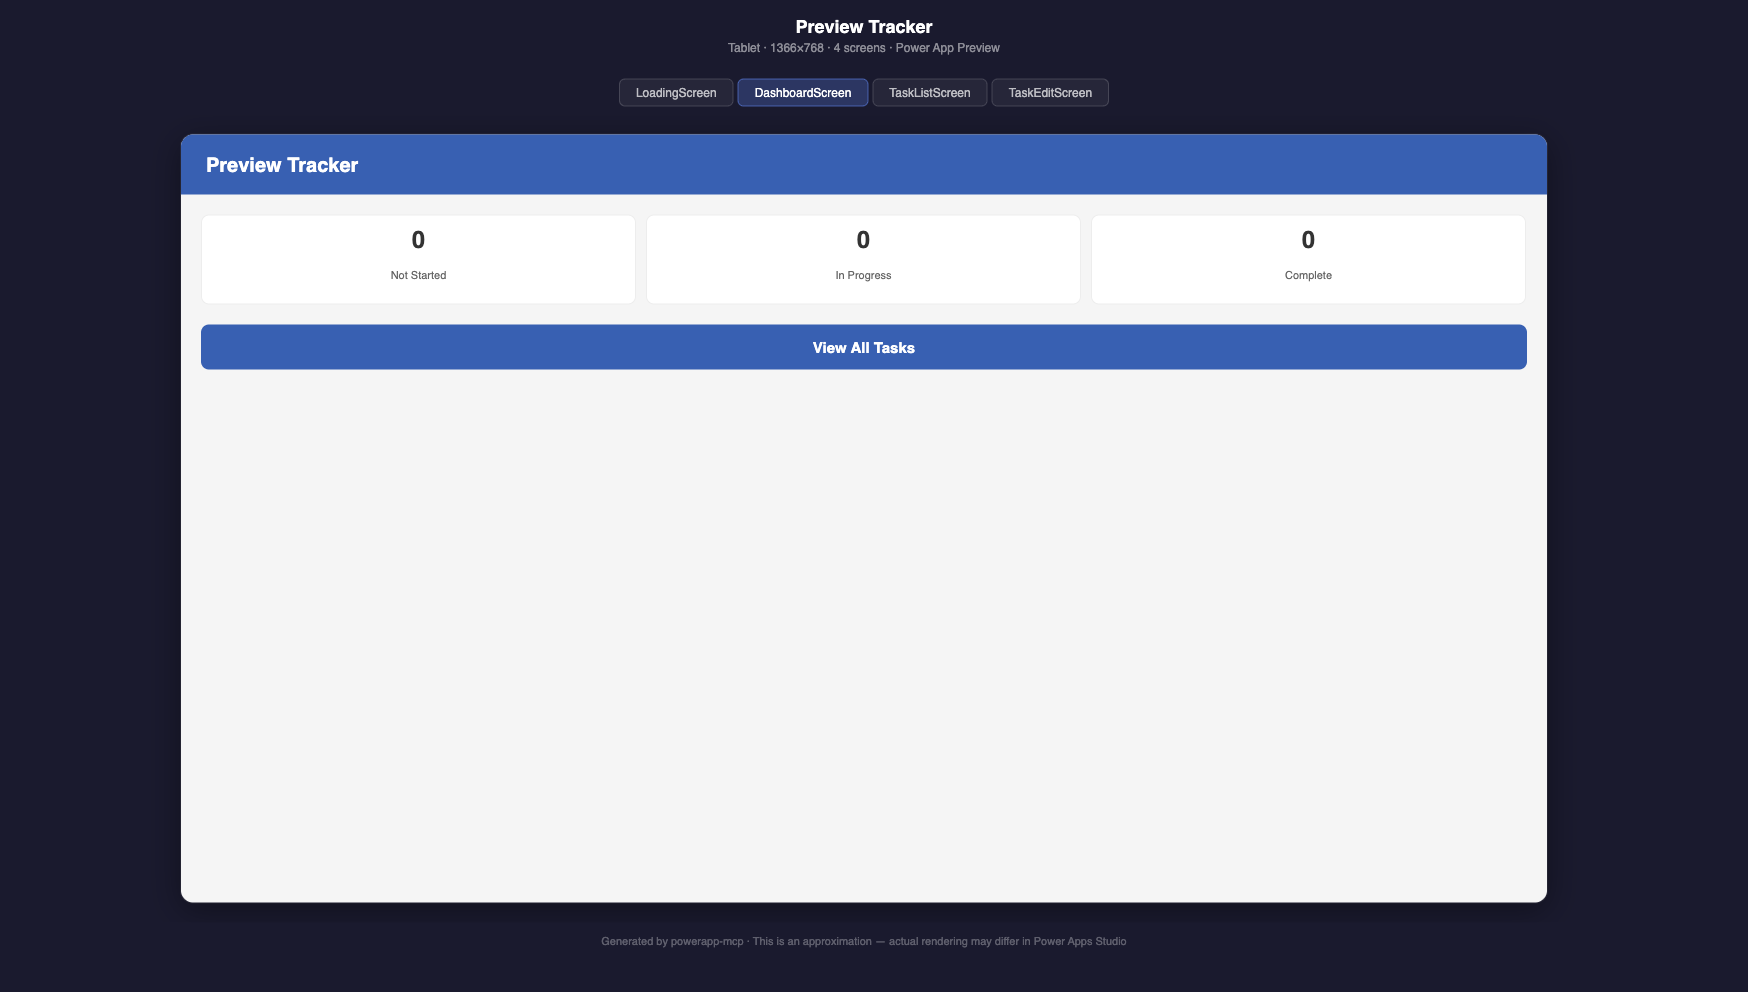 Preview Tracker
Tablet · 1366×768 · 4 screens · Power App Preview
LoadingScreen DashboardScreen TaskListScreen TaskEditScreen
Preview Tracker
0 0 0
Not Started In Progress Complete
View All Tasks
Generated by powerapp-mcp · This is an approximation — actual rendering may differ in Power Apps Studio